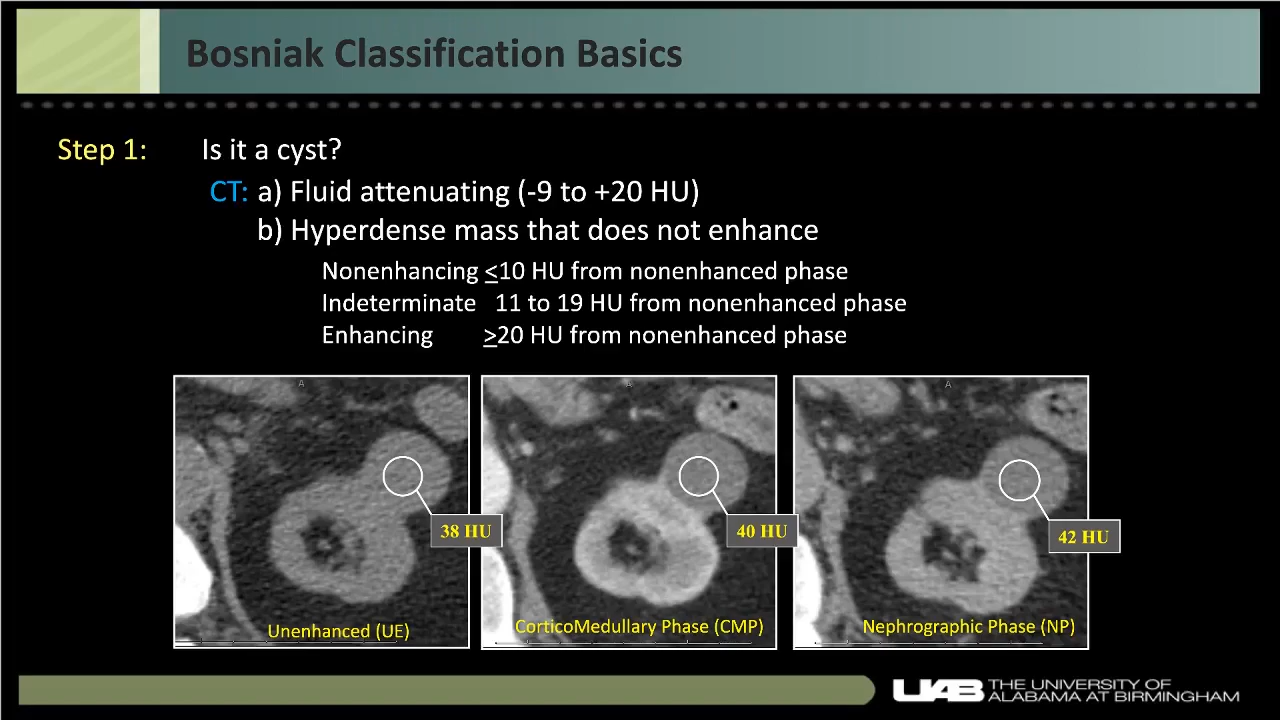 Bosniak Classification Basics
Step 1: Is it a cyst?
CT: a) Fluid attenuating (-9 to +20 HU)
b) Hyperdense mass that does not enhance
Nonenhancing ≤10 HU from nonenhanced phase
Indeterminate 11 to 19 HU from nonenhanced phase
Enhancing ≥20 HU from nonenhanced phase
A A A
38 HU 40 HU 42 HU
Unenhanced (UE) CorticoMedullary Phase (CMP) Nephrographic Phase (NP)
UAB THE UNIVERSITY OF
ALABAMA AT BIRMINGHAM